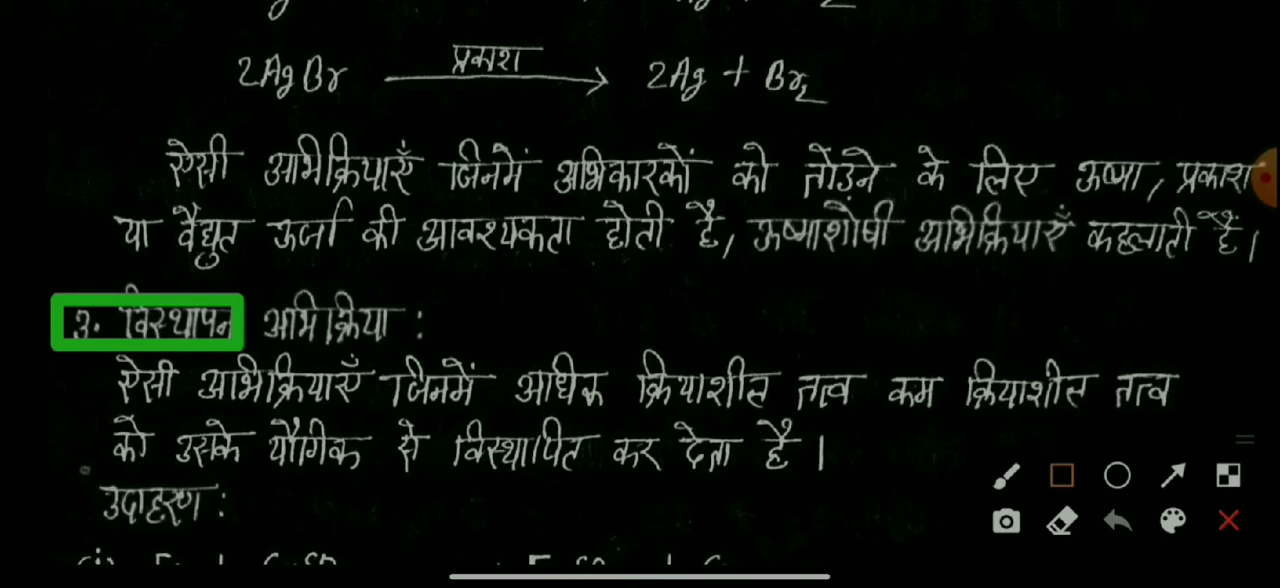 2AgBr प्रकाश → 2Ag + Br₂
ऐसी अभिक्रियाएँ जिनमें अभिकारकों को तोड़ने के लिए ऊष्मा, प्रकाश
या वैद्युत ऊर्जा की आवश्यकता होती है, ऊष्माशोषी अभिक्रियाएँ कहलाती हैं।
3. विस्थापन अभिक्रिया :
ऐसी अभिक्रियाएँ जिनमें अधिक क्रियाशील तत्व कम क्रियाशील तत्व
को उसके यौगिक से विस्थापित कर देता है।
उदाहरण :